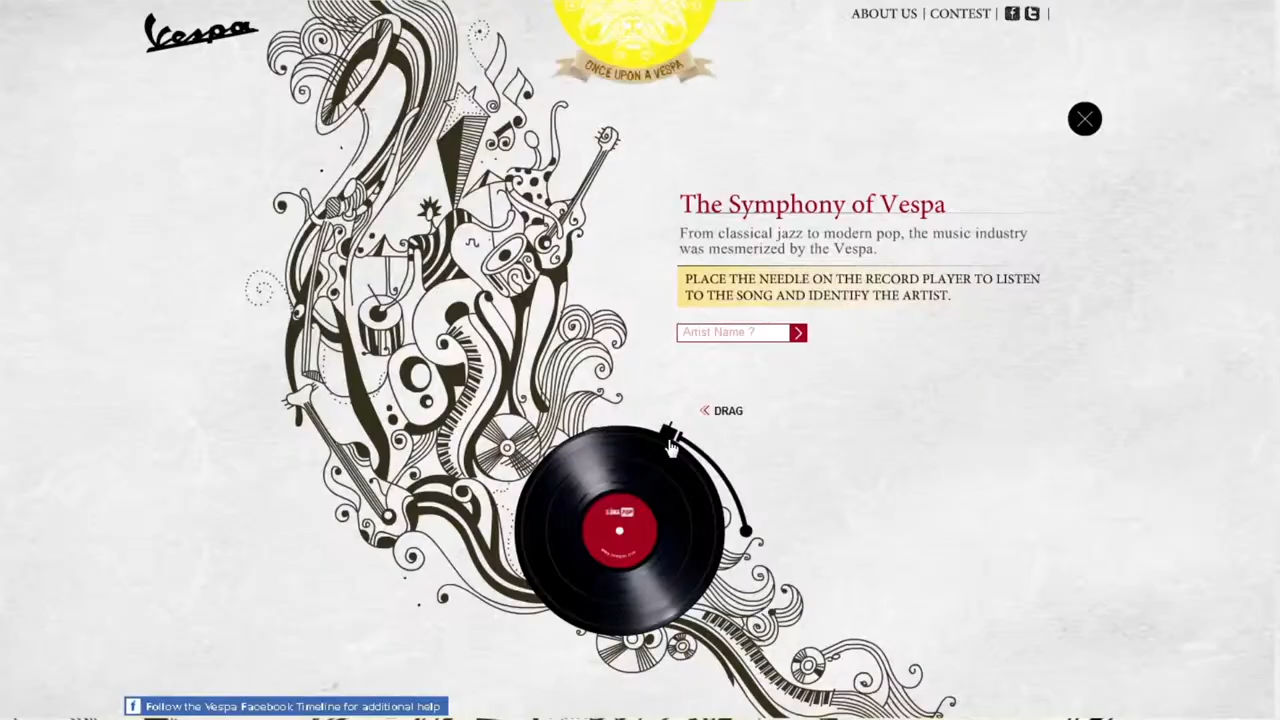 Vespa
ABOUT US | CONTEST |
ONCE UPON A VESPA
The Symphony of Vespa
From classical jazz to modern pop, the music industry
was mesmerized by the Vespa.
PLACE THE NEEDLE ON THE RECORD PLAYER TO LISTEN
TO THE SONG AND IDENTIFY THE ARTIST.
Artist Name ?
DRAG
Follow the Vespa Facebook Timeline for additional help